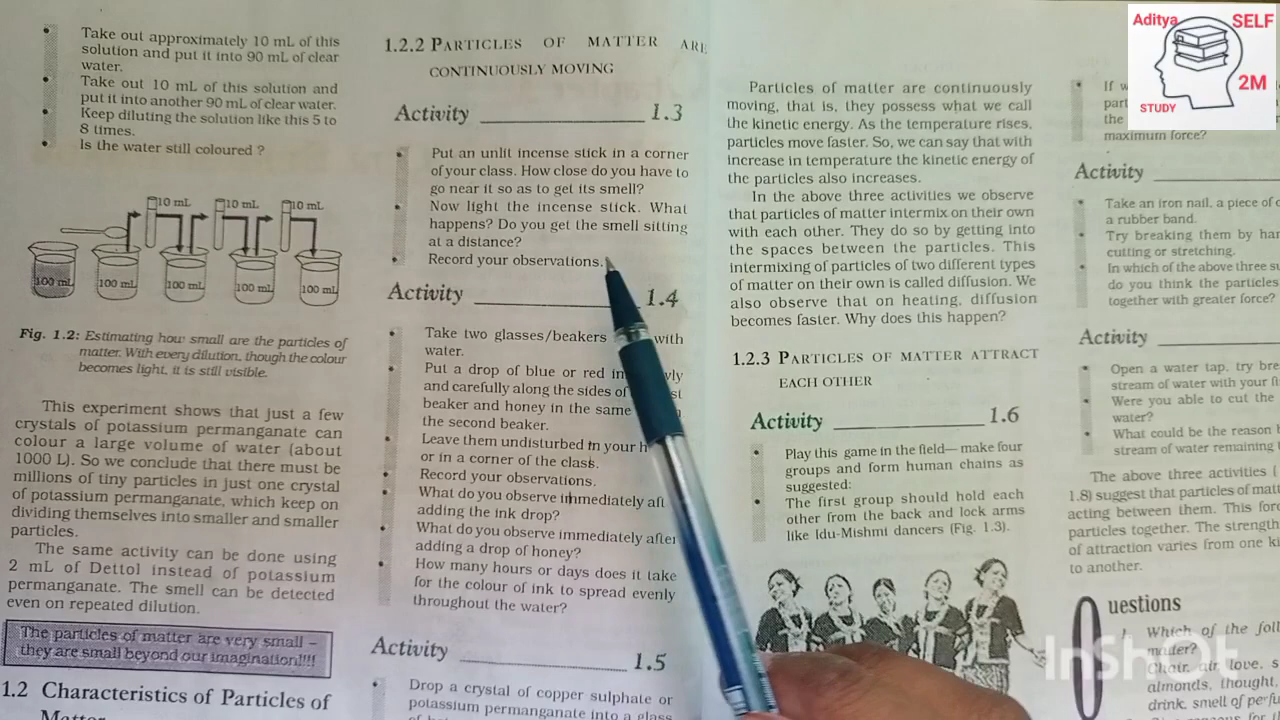 Take out approximately 10 mL of this
solution and put it into 90 mL of clear
water.
Take out 10 mL of this solution and
put it into another 90 mL of clear water.
Keep diluting the solution like this 5 to
8 times.
Is the water still coloured ?
10 mL
10 mL
10 mL
100 mL
100 mL
100 mL
100 mL
100 mL
Fig. 1.2: Estimating how small are the particles of
matter. With every dilution, though the colour
becomes light, it is still visible.
This experiment shows that just a few
crystals of potassium permanganate can
colour a large volume of water (about
1000 L). So we conclude that there must be
millions of tiny particles in just one crystal
of potassium permanganate, which keep on
dividing themselves into smaller and smaller
particles.
The same activity can be done using
2 mL of Dettol instead of potassium
permanganate. The smell can be detected
even on repeated dilution.
The particles of matter are very small –
they are small beyond our imagination!!!!
1.2 Characteristics of Particles of
Matter
1.2.2 PARTICLES OF MATTER ARE
CONTINUOUSLY MOVING
Activity 1.3
Put an unlit incense stick in a corner
of your class. How close do you have to
go near it so as to get its smell?
Now light the incense stick. What
happens? Do you get the smell sitting
at a distance?
Record your observations.
Activity 1.4
Take two glasses/beakers with
water.
Put a drop of blue or red
and carefully along the sides of
beaker and honey in the same
the second beaker.
Leave them undisturbed in your
or in a corner of the class.
Record your observations.
What do you observe immediately
adding the ink drop?
What do you observe immediately after
adding a drop of honey?
How many hours or days does it take
for the colour of ink to spread evenly
throughout the water?
Activity 1.5
Drop a crystal of copper sulphate or
potassium permanganate into a glass
Particles of matter are continuously
moving, that is, they possess what we call
the kinetic energy. As the temperature rises,
particles move faster. So, we can say that with
increase in temperature the kinetic energy of
the particles also increases.
In the above three activities we observe
that particles of matter intermix on their own
with each other. They do so by getting into
the spaces between the particles. This
intermixing of particles of two different types
of matter on their own is called diffusion. We
also observe that on heating, diffusion
becomes faster. Why does this happen?
1.2.3 PARTICLES OF MATTER ATTRACT
EACH OTHER
Activity 1.6
Play this game in the field— make four
groups and form human chains as
suggested:
The first group should hold each
other from the back and lock arms
like Idu-Mishmi dancers (Fig. 1.3).
If
part
the
maximum force?
Activity
Take an iron nail, a piece of
a rubber band.
Try breaking them by
cutting or stretching.
In which of the above three
do you think the particles
together with greater force?
Activity
Open a water tap, try
stream of water with your
Were you able to cut the
water?
What could be the reason
stream of water remaining
The above three activities
1.8) suggest that particles of
acting between them. This
particles together. The strength
of attraction varies from one
to another.
Questions
1. Which of the
matter?
Chair, air, love,
almonds, thought,
drink, smell of
Aditya SELF
2M
STUDY
InShOt